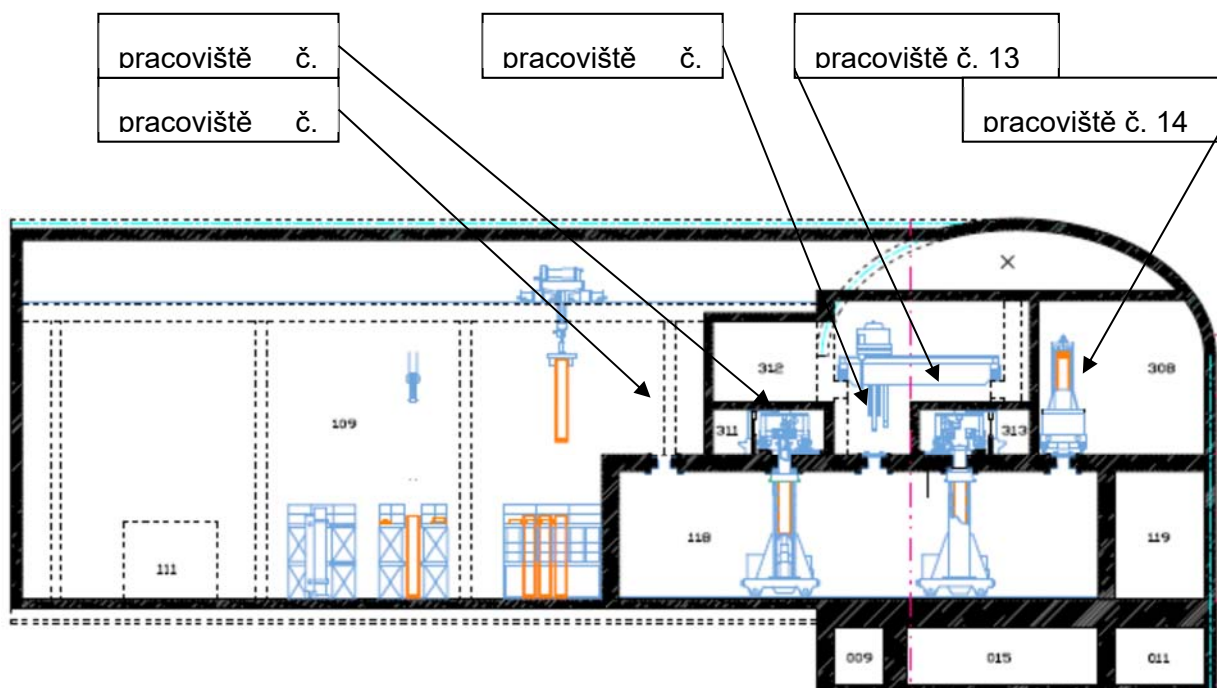 pracoviště č.
pracoviště č.
pracoviště č. 13
pracoviště č.
pracoviště č. 14
312
308
109
311
313
118
119
111
009
015
011